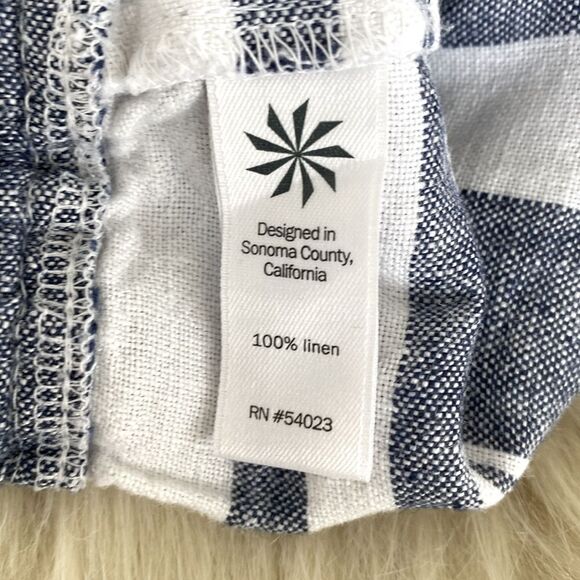 Designed in
Sonoma County,
California
100% linen
RN #54023